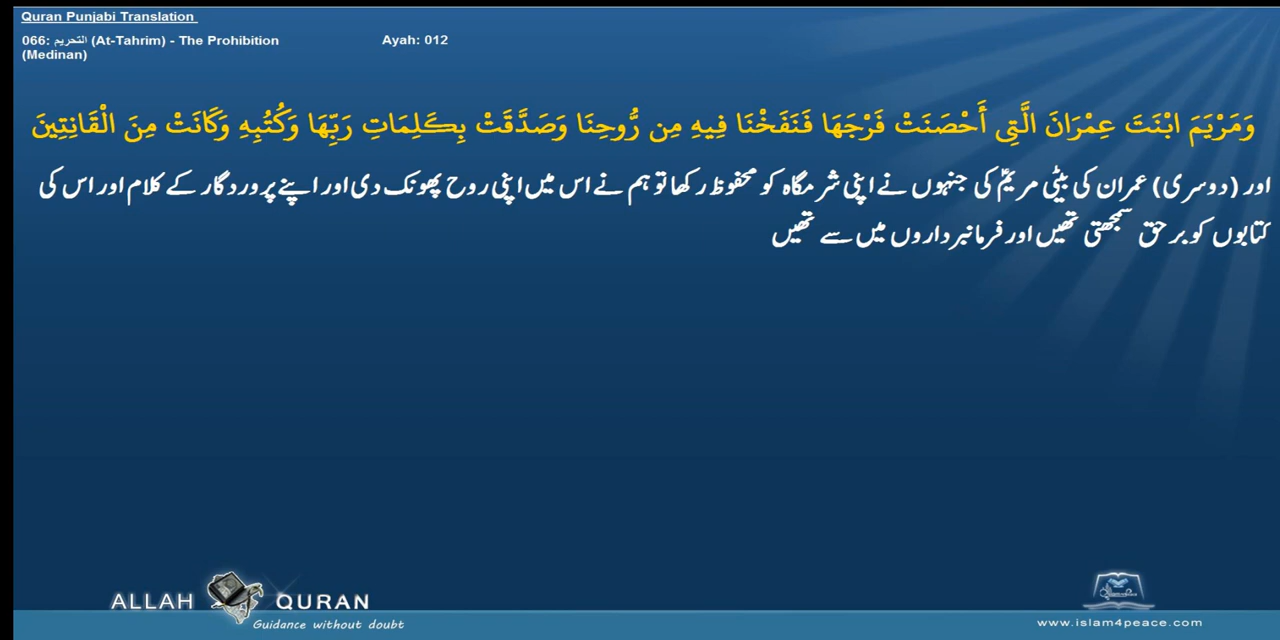 Quran Punjabi Translation
066: التحريم (At-Tahrim) - The Prohibition (Medinan)
Ayah: 012
وَمَرْيَمَ ابْنَتَ عِمْرَانَ الَّتِي أَحْصَنَتْ فَرْجَهَا فَنَفَخْنَا فِيهِ مِن رُّوحِنَا وَصَدَّقَتْ بِكَلِمَاتِ رَبِّهَا وَكُتُبِهِ وَكَانَتْ مِنَ الْقَانِتِينَ
اور (دوسری) عمران کی بیٹی مریمؑ کی جنہوں نے اپنی شرمگاہ کو محفوظ رکھا تو ہم نے اس میں اپنی روح پھونک دی اور اپنے پروردگار کے کلام اور اس کی
کتابوں کو برحق سمجھتی تھیں اور فرمانبرداروں میں سے تھیں
ALLAH QURAN
Guidance without doubt
www.islam4peace.com